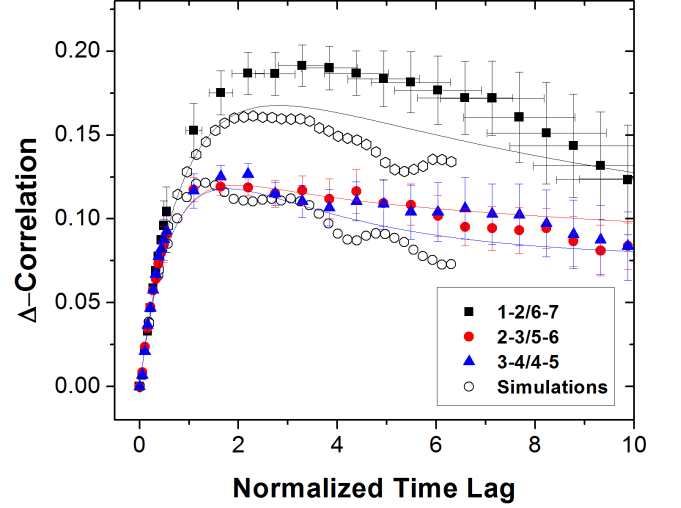 0.20
0.15
0.10
0.05
0.00
Δ−Correlation
1-2/6-7
2-3/5-6
3-4/4-5
Simulations
0 2 4 6 8 10
Normalized Time Lag